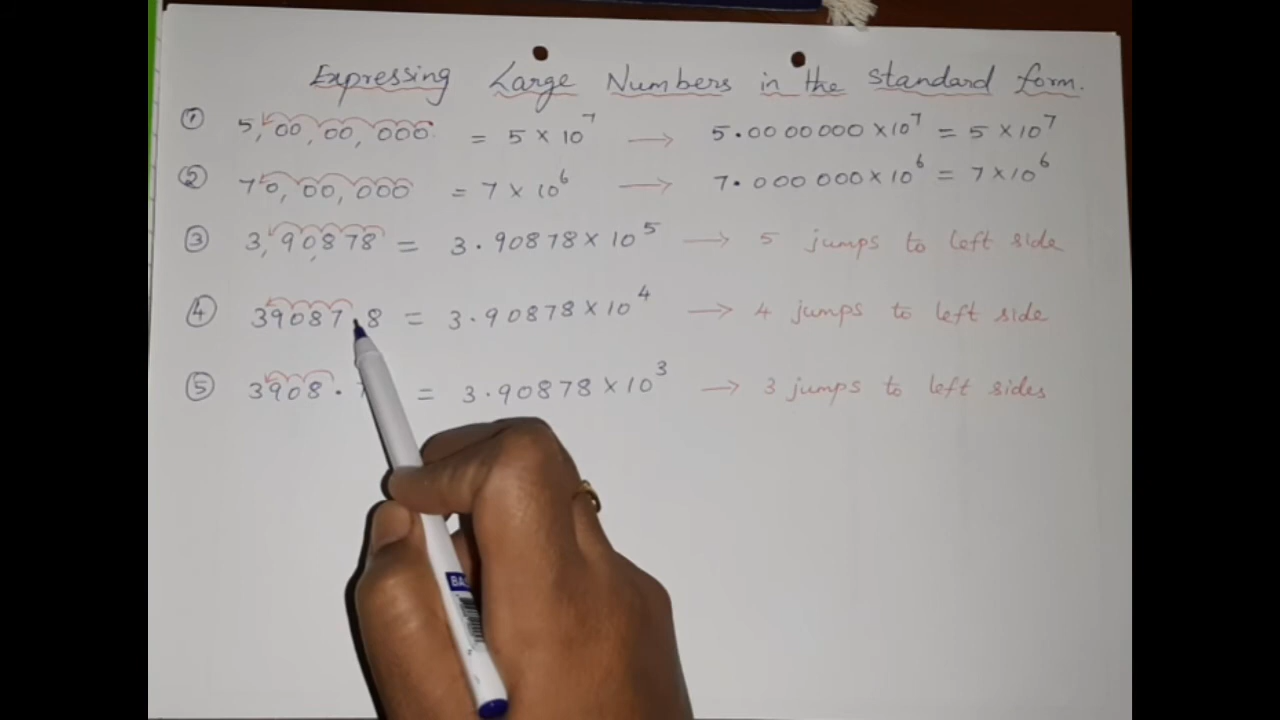 Expressing Large Numbers in the standard form.
① 5,00,00,000 = 5 × 10⁷ → 5.0000000 × 10⁷ = 5 × 10⁷
② 70,00,000 = 7 × 10⁶ → 7.000000 × 10⁶ = 7 × 10⁶
③ 3,90,878 = 3.90878 × 10⁵ → 5 jumps to left side
④ 39087.8 = 3.90878 × 10⁴ → 4 jumps to left side
⑤ 3908. = 3.90878 × 10³ → 3 jumps to left sides